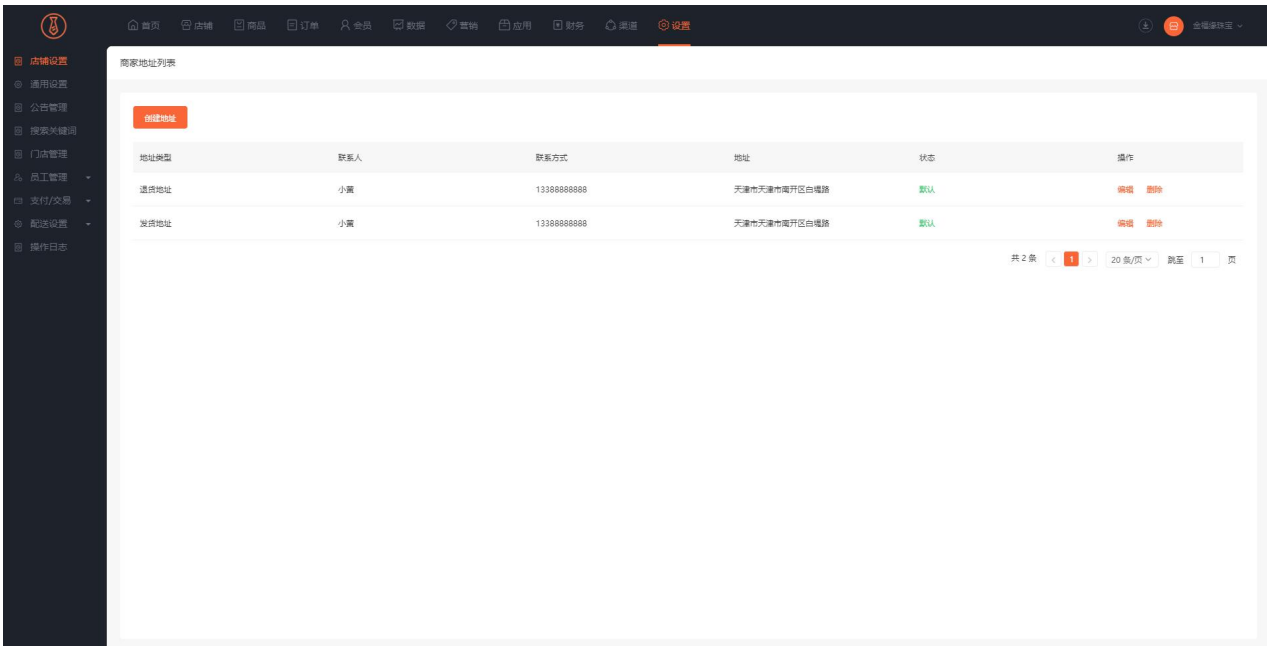 首页 店铺 商品 订单 会员 数据 营销 应用 财务 渠道 设置
店铺设置
通用设置
公告管理
搜索关键词
门店管理
员工管理
支付/交易
配送设置
操作日志
商家地址列表
创建地址
地址类型 联系人 联系方式 地址 状态 操作
退货地址 小萧 13388888888 天津市天津市南开区白堤路 默认 编辑 删除
发货地址 小萧 13388888888 天津市天津市南开区白堤路 默认 编辑 删除
共 2 条 < 1 > 20 条/页 跳至 1 页